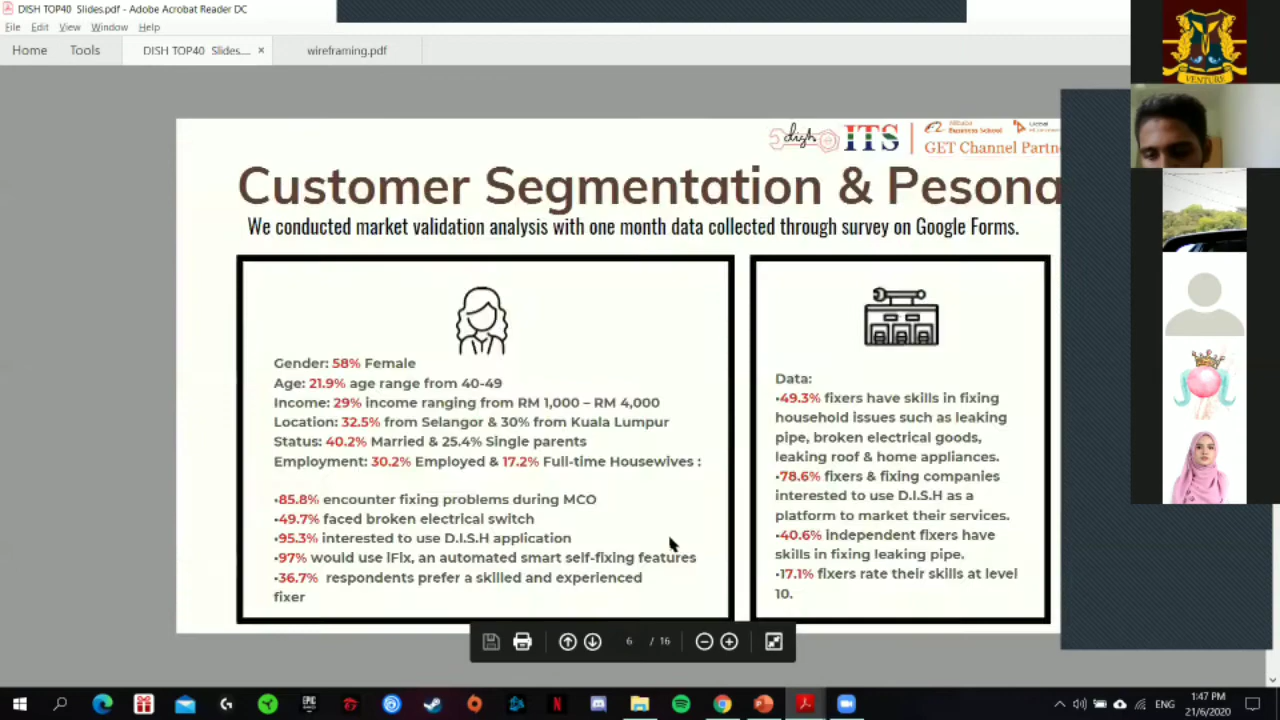 DISH TOP40 Slides.pdf - Adobe Acrobat Reader DC
File Edit View Window Help
Home Tools DISH TOP40 Slides.... × wireframing.pdf
VENTURE
dish ITS Business School
GET Channel Partn
Customer Segmentation & Pesona
We conducted market validation analysis with one month data collected through survey on Google Forms.
Gender: 58% Female
Age: 21.9% age range from 40-49
Income: 29% income ranging from RM 1,000 – RM 4,000
Location: 32.5% from Selangor & 30% from Kuala Lumpur
Status: 40.2% Married & 25.4% Single parents
Employment: 30.2% Employed & 17.2% Full-time Housewives :
•85.8% encounter fixing problems during MCO
•49.7% faced broken electrical switch
•95.3% interested to use D.I.S.H application
•97% would use iFix, an automated smart self-fixing features
•36.7% respondents prefer a skilled and experienced
fixer
Data:
•49.3% fixers have skills in fixing
household issues such as leaking
pipe, broken electrical goods,
leaking roof & home appliances.
•78.6% fixers & fixing companies
interested to use D.I.S.H as a
platform to market their services.
•40.6% Independent fixers have
skills in fixing leaking pipe.
•17.1% fixers rate their skills at level
10.
6 / 16
EPIC GAMES
ENG
1:47 PM
21/6/2020